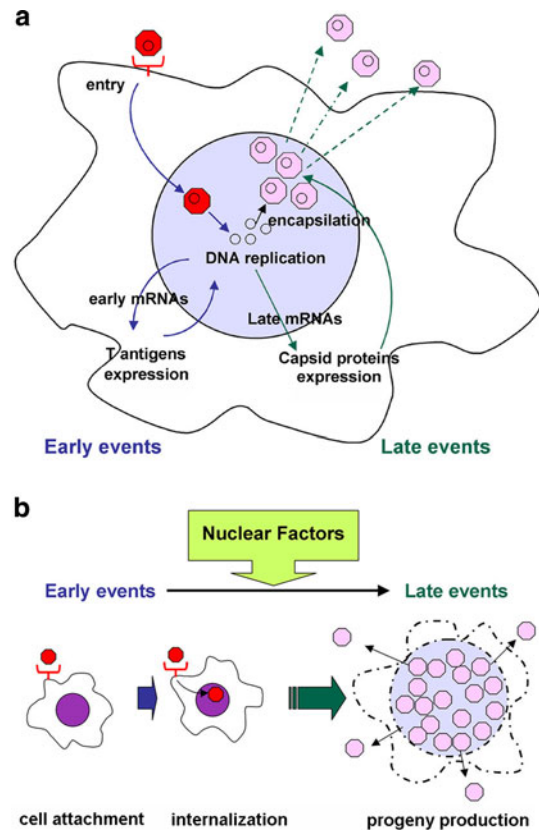 a
entry
encapsilation
DNA replication
early mRNAs
Late mRNAs
T antigens
expression
Capsid proteins
expression
Early events
Late events
b
Nuclear Factors
Early events
Late events
cell attachment
internalization
progeny production